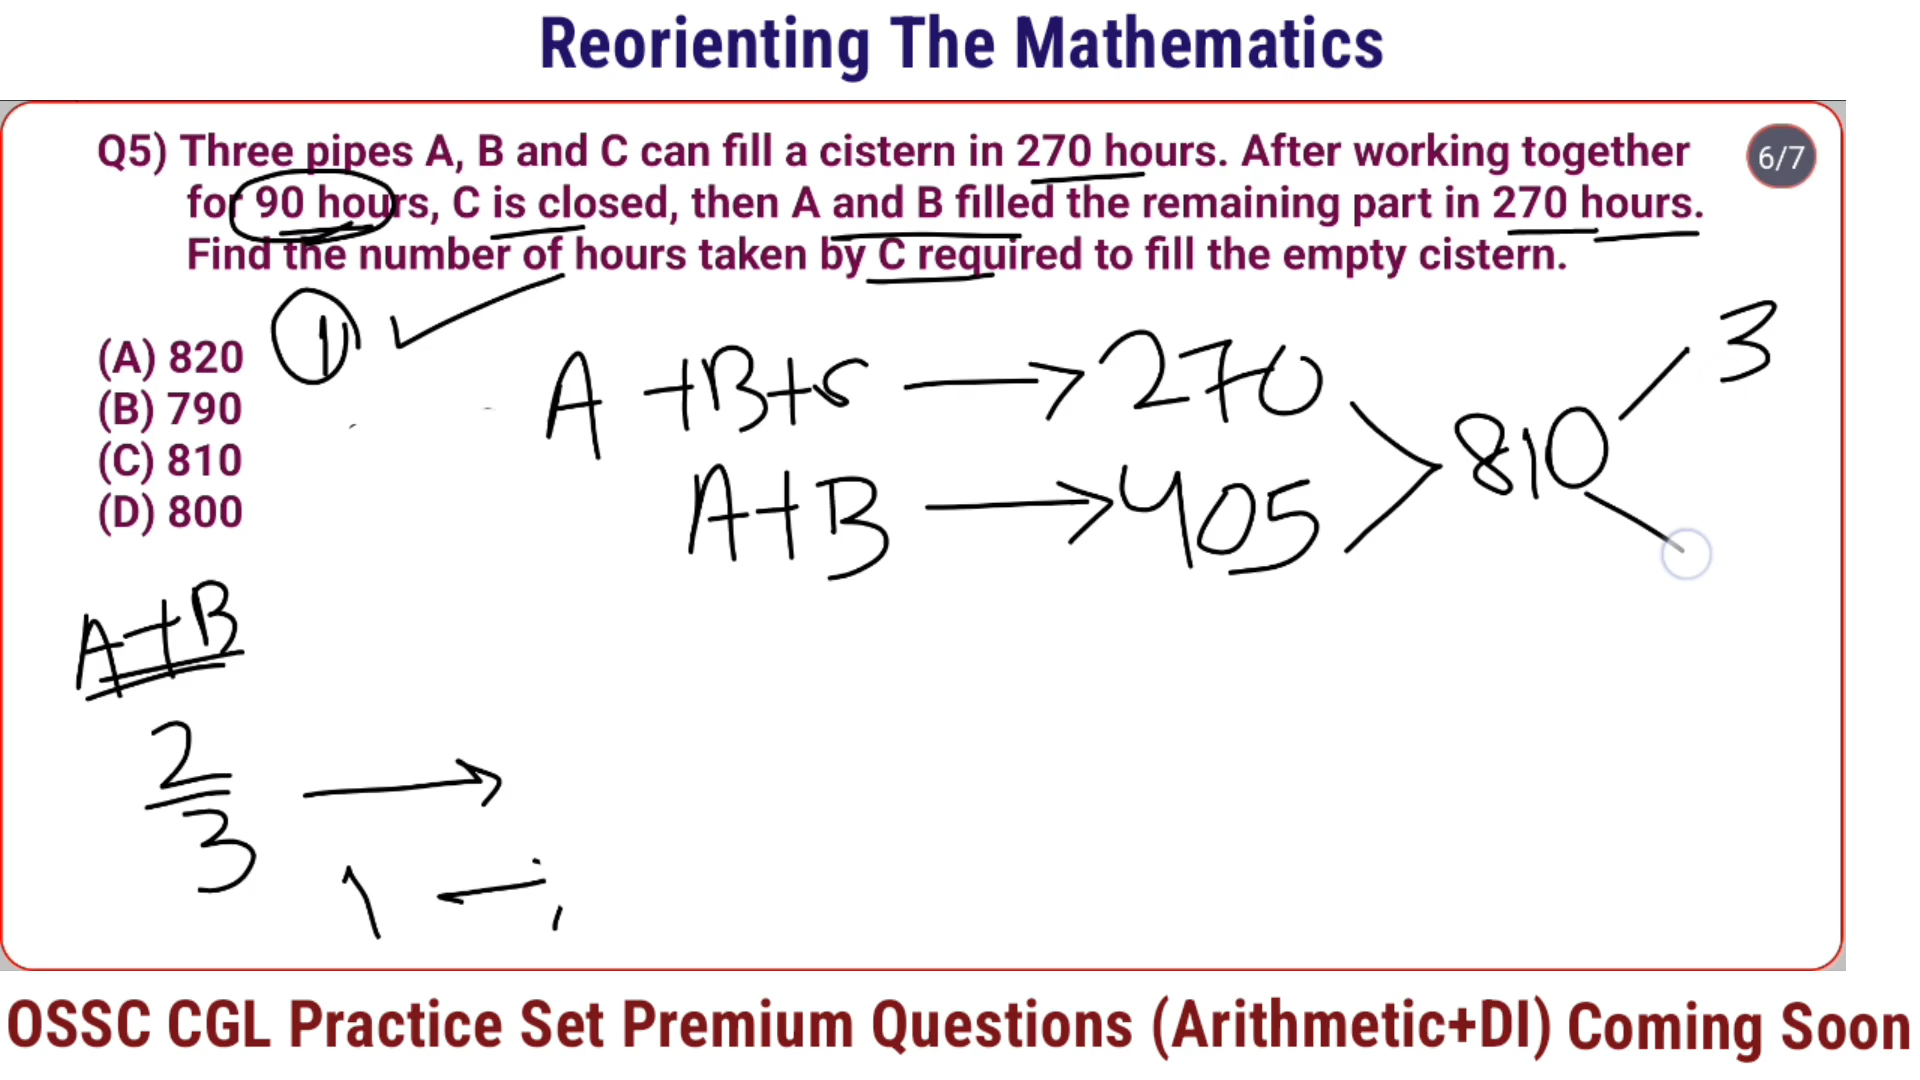 Reorienting The Mathematics
Q5) Three pipes A, B and C can fill a cistern in 270 hours. After working together
for 90 hours, C is closed, then A and B filled the remaining part in 270 hours.
Find the number of hours taken by C required to fill the empty cistern.
6/7
(A) 820
(B) 790
(C) 810
(D) 800
1
A+B+C → 270
A+B → 405
810
3
A+B
2/3 →
1 –
OSSC CGL Practice Set Premium Questions (Arithmetic+DI) Coming Soon